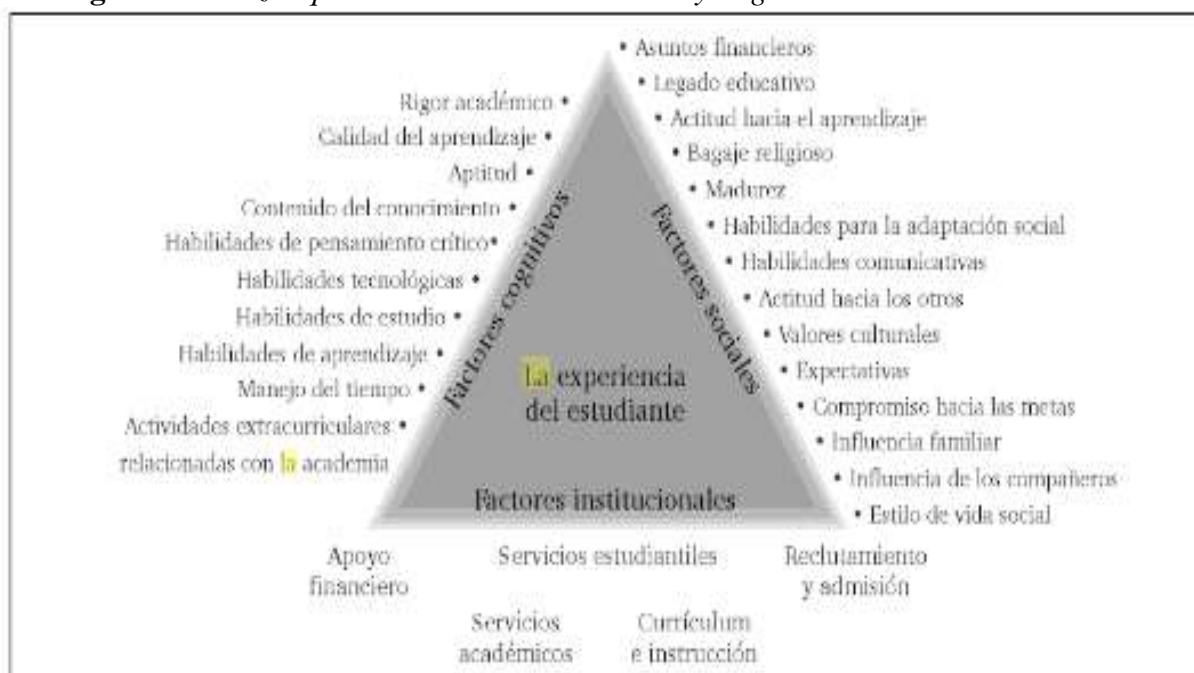 • Asuntos financieros
• Legado educativo
Rigor académico •
• Actitud hacia el aprendizaje
Calidad del aprendizaje •
• Bagaje religioso
Aptitud •
• Madurez
Contenido del conocimiento •
• Habilidades para la adaptación social
Habilidades de pensamiento crítico•
• Habilidades comunicativas
Habilidades tecnológicas •
• Actitud hacia los otros
Habilidades de estudio •
• Valores culturales
Habilidades de aprendizaje •
• Expectativas
Manejo del tiempo •
• Compromiso hacia las metas
Actividades extracurriculares •
relacionadas con la academia
• Influencia familiar
• Influencia de los compañeros
• Estilo de vida social
Factores cognitivos
Factores sociales
La experiencia
del estudiante
Factores institucionales
Apoyo
financiero
Servicios estudiantiles
Reclutamiento
y admisión
Servicios
académicos
Currículum
e instrucción